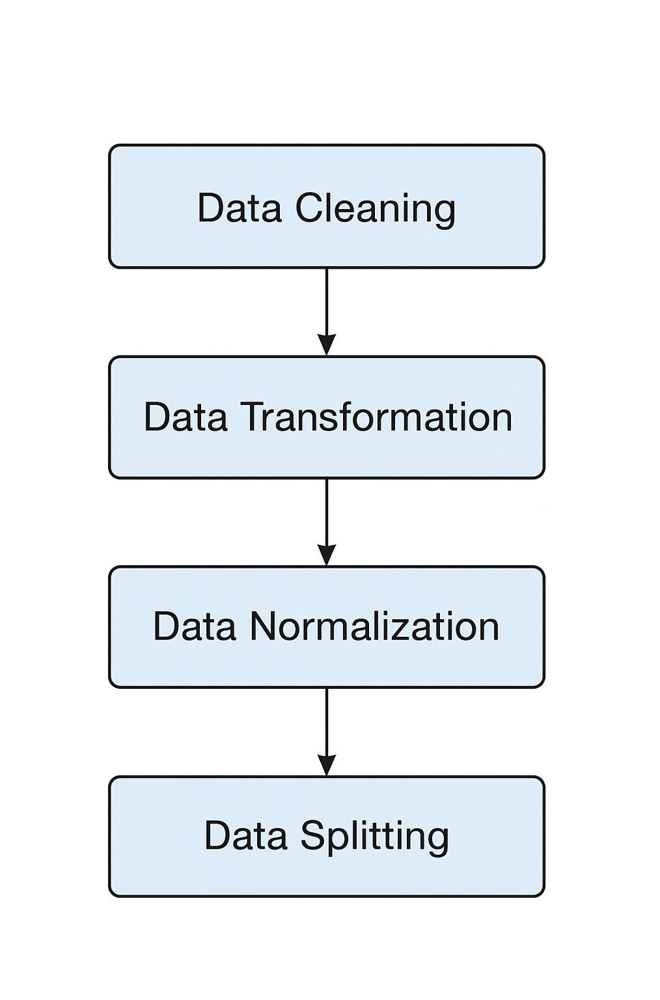 Data Cleaning
Data Transformation
Data Normalization
Data Splitting